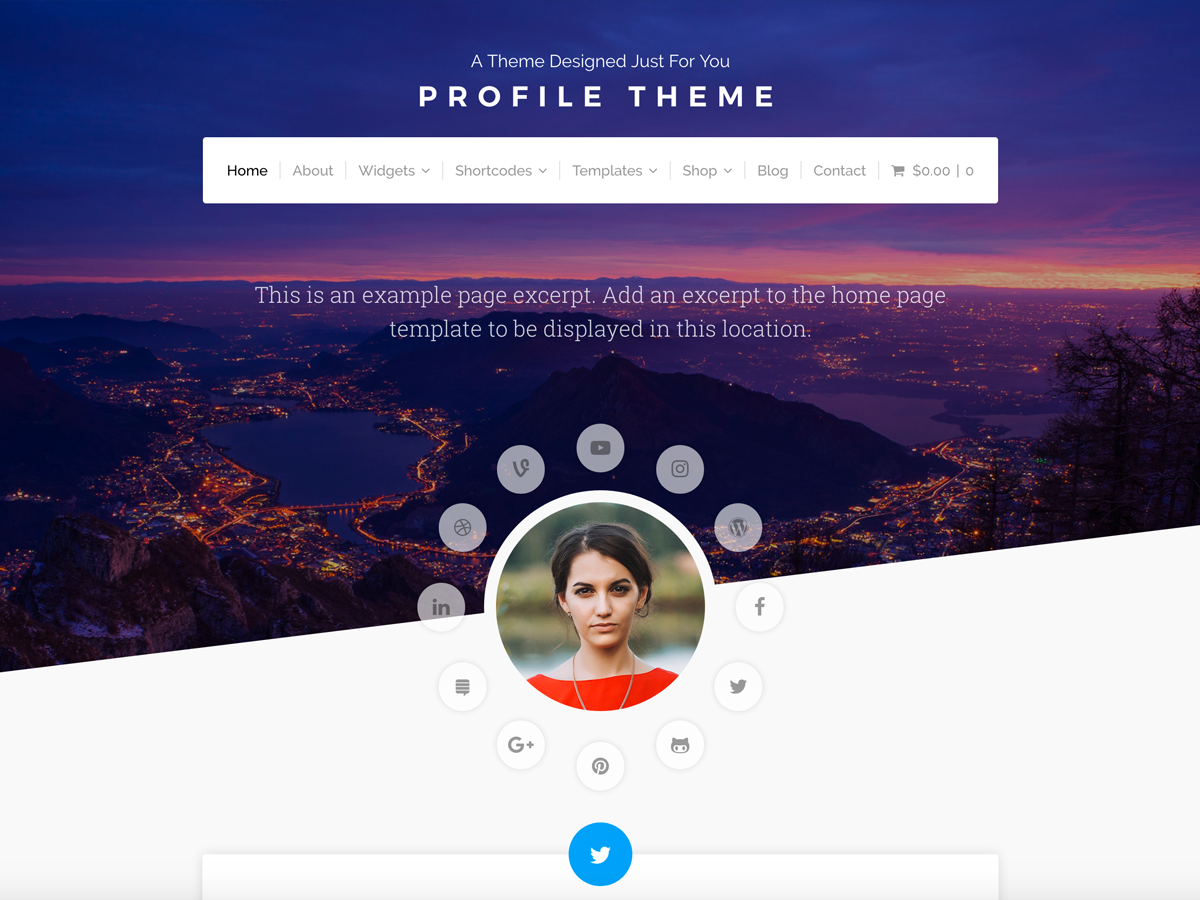 A Theme Designed Just For You
PROFILE THEME
Home About Widgets Shortcodes Templates Shop Blog Contact $0.00 | 0
This is an example page excerpt. Add an excerpt to the home page
template to be displayed in this location.